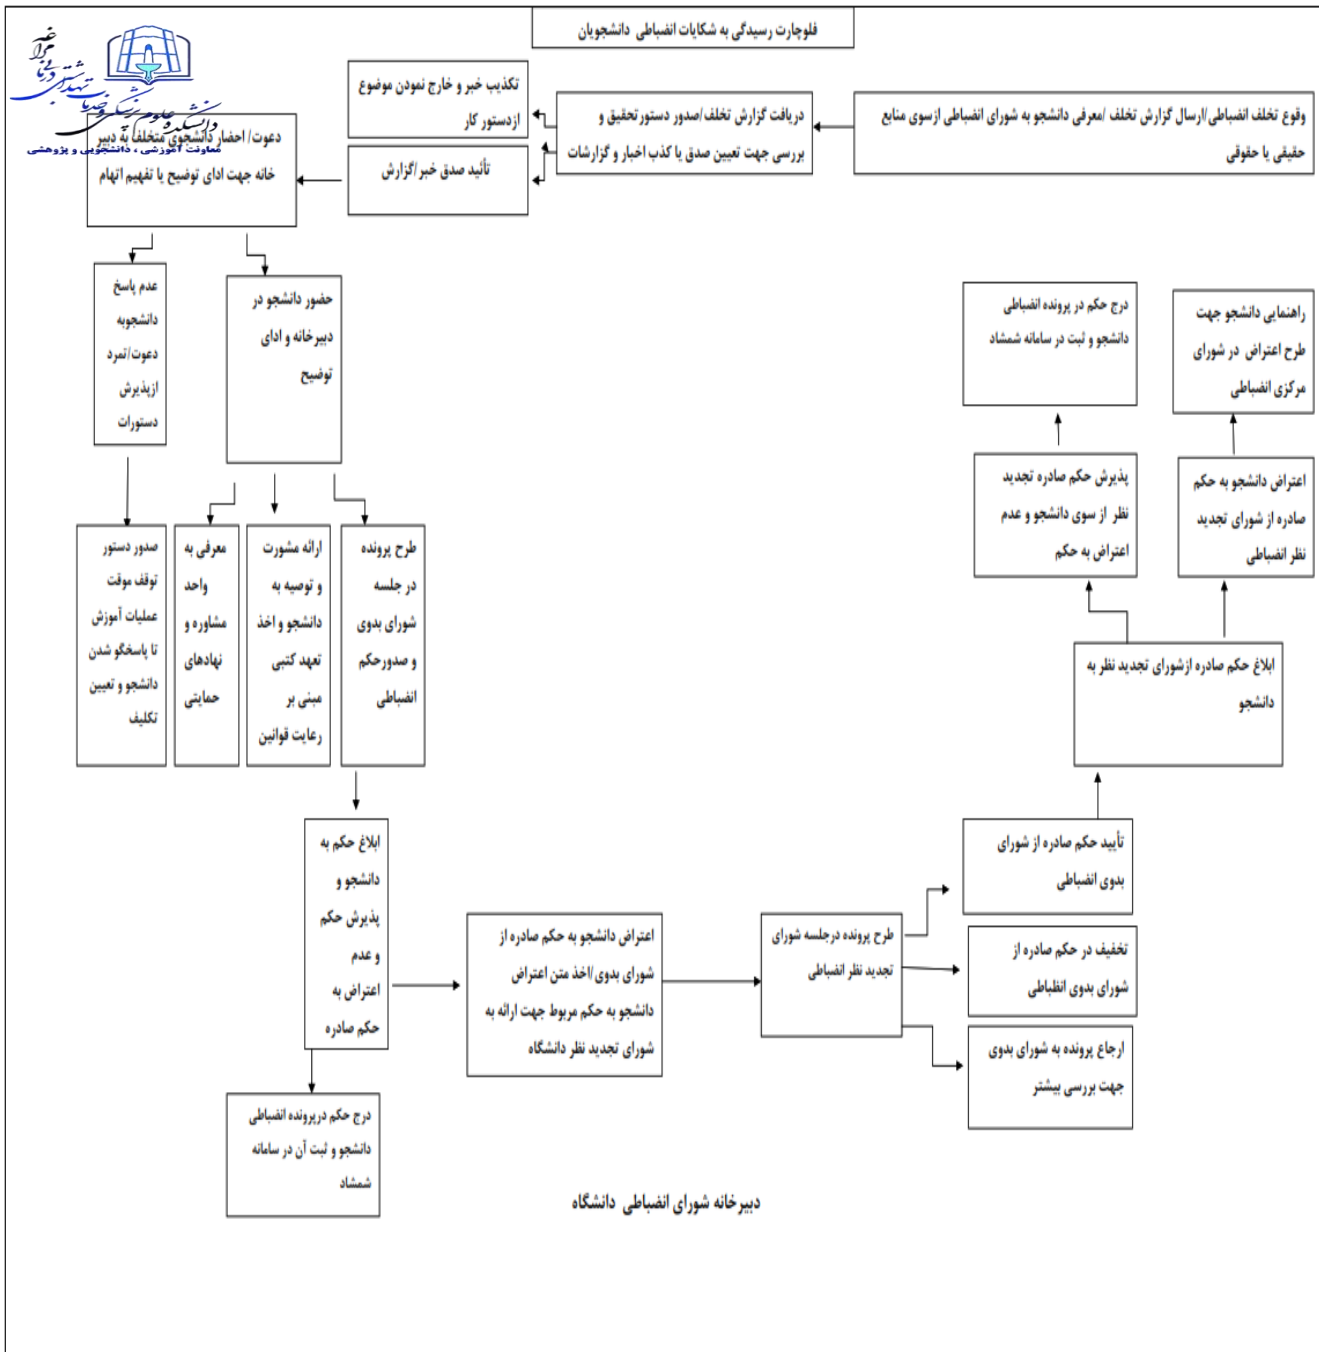 فلوچارت رسیدگی به شکایات انضباطی دانشجویان
دانشکده علوم پزشکی و خدمات بهداشتی درمانی مراغه
معاونت آموزشی ، دانشجویی و پژوهشی
وقوع تخلف انضباطی/ارسال گزارش تخلف /معرفی دانشجو به شورای انضباطی ازسوی منابع
حقیقی یا حقوقی
دریافت گزارش تخلف/صدور دستورتحقیق و
بررسی جهت تعیین صدق یا کذب اخبار و گزارشات
تکذیب خبر و خارج نمودن موضوع
ازدستور کار
تأئید صدق خبر/گزارش
دعوت/ احضار دانشجوی متخلف به دبیر
خانه جهت ادای توضیح یا تفهیم اتهام
عدم پاسخ
دانشجوبه
دعوت/تمرد
ازپذیرش
دستورات
حضور دانشجو در
دبیرخانه و ادای
توضیح
صدور دستور
توقف موقت
عملیات آموزش
تا پاسخگو شدن
دانشجو و تعیین
تکلیف
معرفی به
واحد
مشاوره و
نهادهای
حمایتی
ارائه مشورت
و توصیه به
دانشجو و اخذ
تعهد کتبی
مبنی بر
رعایت قوانین
طرح پرونده
در جلسه
شورای بدوی
و صدورحکم
انضباطی
ابلاغ حکم به
دانشجو و
پذیرش حکم
و عدم
اعتراض به
حکم صادره
درج حکم درپرونده انضباطی
دانشجو و ثبت آن در سامانه
شمشاد
اعتراض دانشجو به حکم صادره از
شورای بدوی/اخذ متن اعتراض
دانشجو به حکم مربوط جهت ارائه به
شورای تجدید نظر دانشگاه
طرح پرونده درجلسه شورای
تجدید نظر انضباطی
تأیید حکم صادره از شورای
بدوی انضباطی
تخفیف در حکم صادره از
شورای بدوی انظباطی
ارجاع پرونده به شورای بدوی
جهت بررسی بیشتر
ابلاغ حکم صادره ازشورای تجدید نظر به
دانشجو
پذیرش حکم صادره تجدید
نظر از سوی دانشجو و عدم
اعتراض به حکم
اعتراض دانشجو به حکم
صادره از شورای تجدید
نظر انضباطی
درج حکم در پرونده انضباطی
دانشجو و ثبت در سامانه شمشاد
راهنمایی دانشجو جهت
طرح اعتراض در شورای
مرکزی انضباطی
دبیرخانه شورای انضباطی دانشگاه